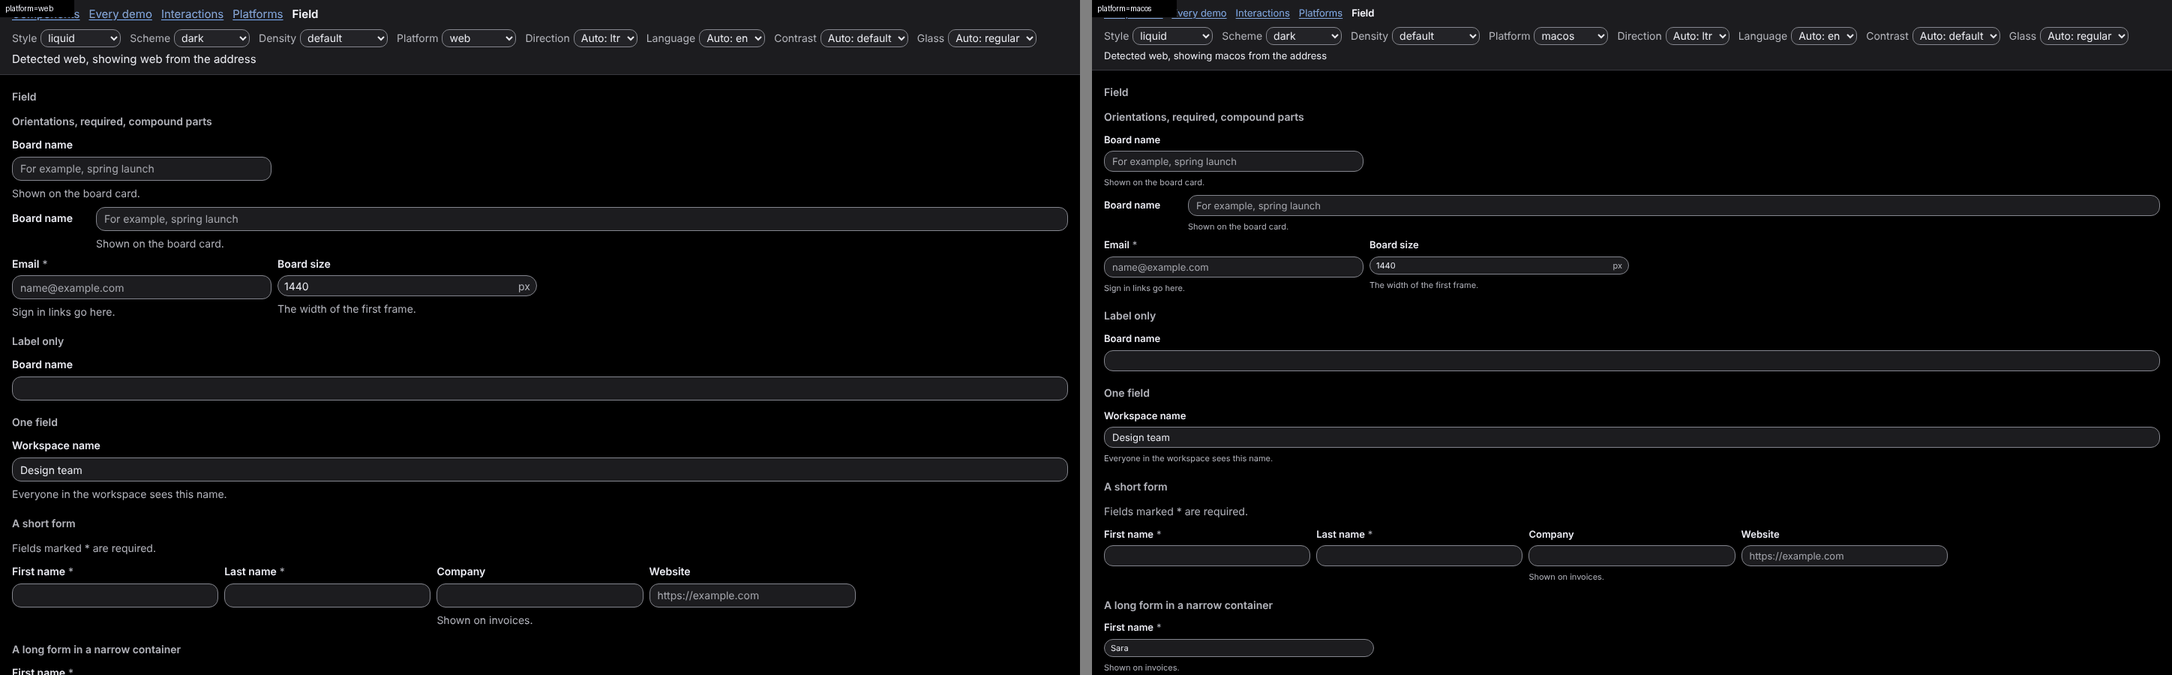 platform=web
Every demo Interactions Platforms Field
Style liquid Scheme dark Density default Platform web Direction Auto: ltr Language Auto: en Contrast Auto: default Glass Auto: regular
Detected web, showing web from the address
Field
Orientations, required, compound parts
Board name
For example, spring launch
Shown on the board card.
Board name For example, spring launch
Shown on the board card.
Email * Board size
name@example.com 1440 px
Sign in links go here. The width of the first frame.
Label only
Board name
One field
Workspace name
Design team
Everyone in the workspace sees this name.
A short form
Fields marked * are required.
First name * Last name * Company Website
https://example.com
Shown on invoices.
A long form in a narrow container
First name *
platform=macos
demo Interactions Platforms Field
Style liquid Scheme dark Density default Platform macos Direction Auto: ltr Language Auto: en Contrast Auto: default Glass Auto: regular
Detected web, showing macos from the address
Field
Orientations, required, compound parts
Board name
For example, spring launch
Shown on the board card.
Board name For example, spring launch
Shown on the board card.
Email * Board size
name@example.com 1440 px
Sign in links go here. The width of the first frame.
Label only
Board name
One field
Workspace name
Design team
Everyone in the workspace sees this name.
A short form
Fields marked * are required.
First name * Last name * Company Website
https://example.com
Shown on invoices.
A long form in a narrow container
First name *
Sara
Shown on invoices.